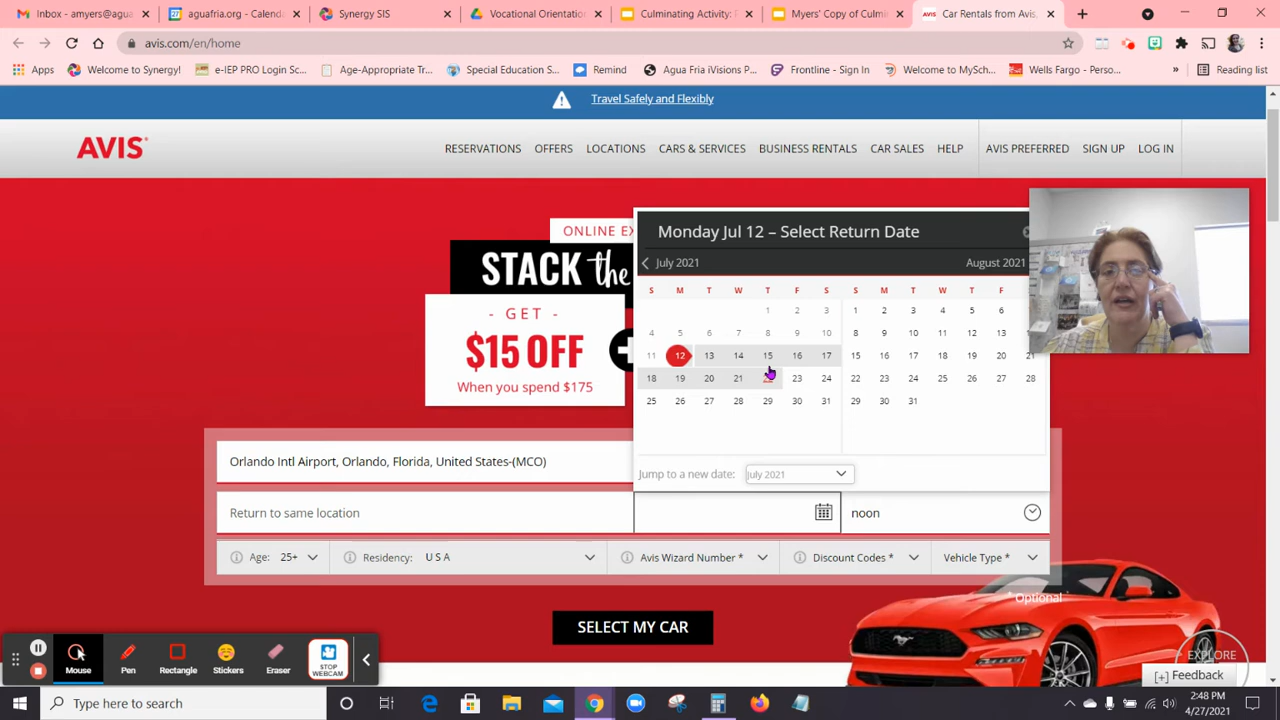 Inbox - amyers@agua
aguafria.org - Calenda
Synergy SIS
Vocational Orientation
Culminating Activity: F
Myers' Copy of Culmi
Car Rentals from Avis,
avis.com/en/home
Apps
Welcome to Synergy!
e-IEP PRO Login Sc...
Age-Appropriate Tr...
Special Education S...
Remind
Agua Fria iVisions P...
Frontline - Sign In
Welcome to MySch...
Wells Fargo - Perso...
»
Reading list
Travel Safely and Flexibly
AVIS
RESERVATIONS OFFERS LOCATIONS CARS & SERVICES BUSINESS RENTALS CAR SALES HELP AVIS PREFERRED SIGN UP LOG IN
ONLINE E
STACK the
- GET -
$15 OFF
When you spend $175
+
Monday Jul 12 – Select Return Date
July 2021
August 2021
S M T W T F S S M T W T F
1 2 3 1 2 3 4 5 6
4 5 6 7 8 9 10 8 9 10 11 12 13
11 12 13 14 15 16 17 15 16 17 18 19 20 21
18 19 20 21 23 24 22 23 24 25 26 27 28
25 26 27 28 29 30 31 29 30 31
Jump to a new date: July 2021
Orlando Intl Airport, Orlando, Florida, United States-(MCO)
Return to same location
noon
Age: 25+
Residency: U S A
Avis Wizard Number *
Discount Codes *
Vehicle Type *
* Optional
SELECT MY CAR
EXPLORE
[+] Feedback
Mouse
Pen
Rectangle
Stickers
Eraser
STOP
WEBCAM
Type here to search
2:48 PM
4/27/2021